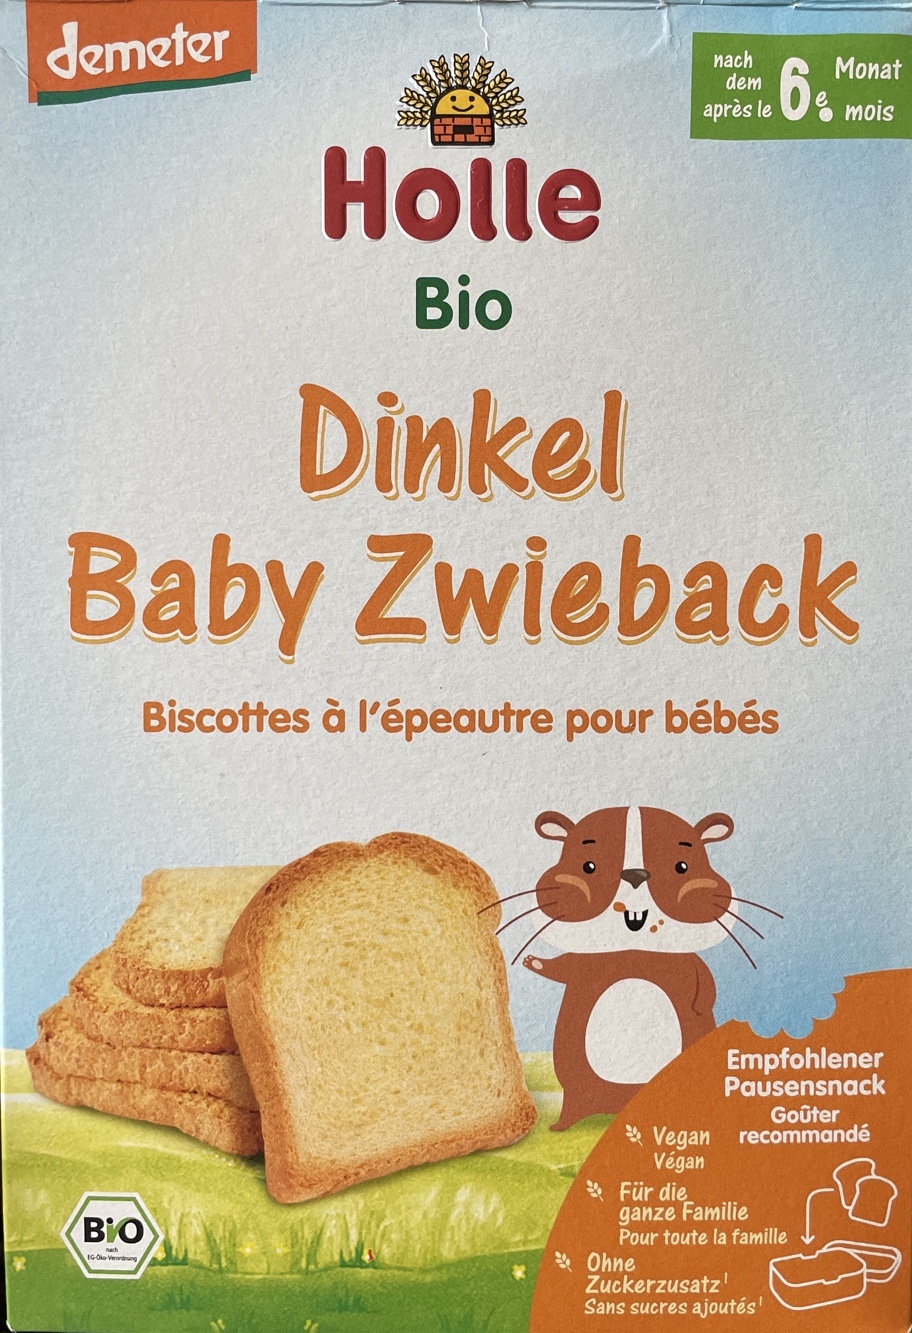 demeter
nach
dem
après le
6e.
Monat
mois
Holle
Bio
Dinkel
Baby Zwieback
Biscottes à l'épeautre pour bébés
Empfohlener
Pausensnack
Goûter
recommandé
Vegan
Végan
Für die
ganze Familie
Pour toute la famille
Ohne
Zuckerzusatz¹
Sans sucres ajoutés¹
BiO
nach
EG-Öko-Verordnung